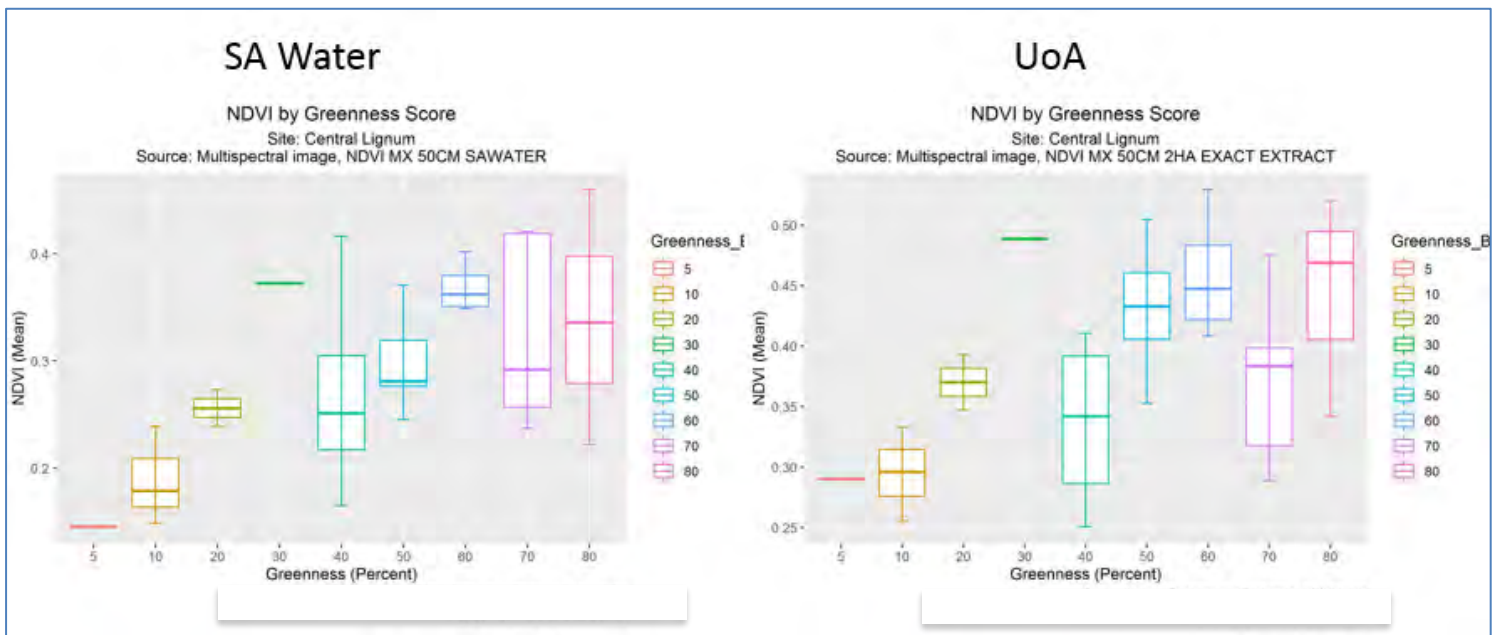 SA Water
NDVI by Greenness Score
Site: Central Lignum
Source: Multispectral image, NDVI MX 50CM SAWATER
NDVI (Mean)
0.4
0.3
0.2
5 10 20 30 40 50 60 70 80
Greenness (Percent)
Greenness_E
5
10
20
30
40
50
60
70
80
UoA
NDVI by Greenness Score
Site: Central Lignum
Source: Multispectral image, NDVI MX 50CM 2HA EXACT EXTRACT
NDVI (Mean)
0.50
0.45
0.40
0.35
0.30
0.25
5 10 20 30 40 50 60 70 80
Greenness (Percent)
Greenness_B
5
10
20
30
40
50
60
70
80